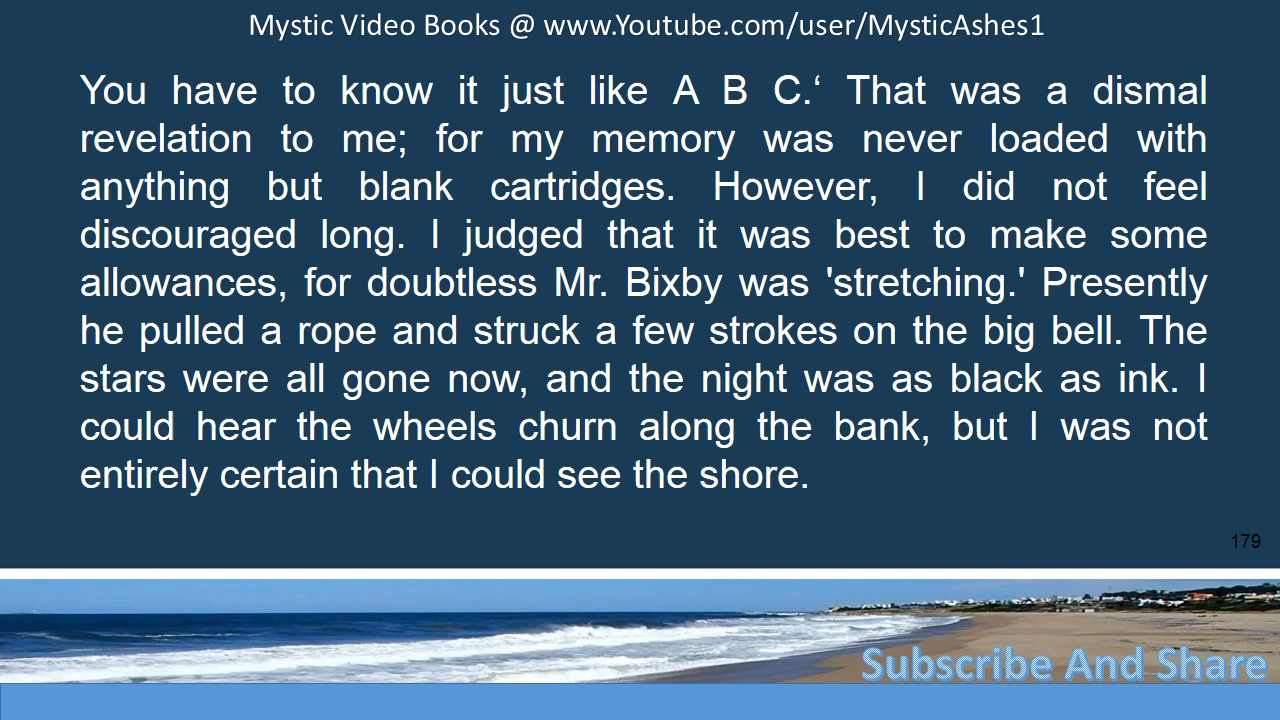 Mystic Video Books @ www.Youtube.com/user/MysticAshes1
You have to know it just like A B C.‘ That was a dismal
revelation to me; for my memory was never loaded with
anything but blank cartridges. However, I did not feel
discouraged long. I judged that it was best to make some
allowances, for doubtless Mr. Bixby was 'stretching.' Presently
he pulled a rope and struck a few strokes on the big bell. The
stars were all gone now, and the night was as black as ink. I
could hear the wheels churn along the bank, but I was not
entirely certain that I could see the shore.
179
Subscribe And Share